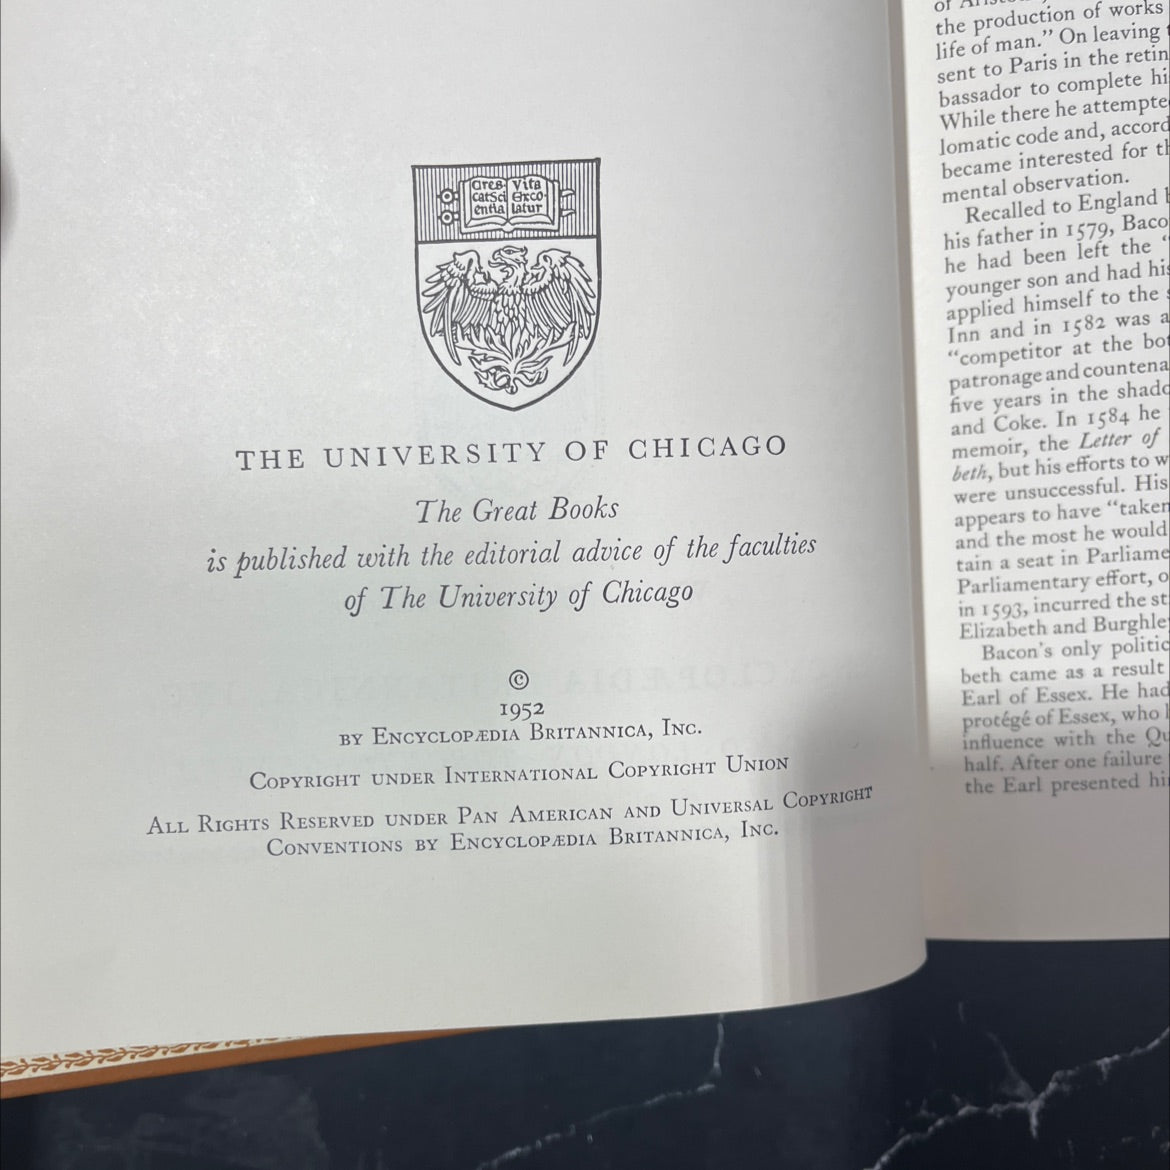 Cres Vita
catSci Exco
entia latur
THE UNIVERSITY OF CHICAGO
The Great Books
is published with the editorial advice of the faculties
of The University of Chicago
©
1952
BY ENCYCLOPÆDIA BRITANNICA, INC.
COPYRIGHT UNDER INTERNATIONAL COPYRIGHT UNION
ALL RIGHTS RESERVED UNDER PAN AMERICAN AND UNIVERSAL COPYRIGHT
CONVENTIONS BY ENCYCLOPÆDIA BRITANNICA, INC.
the production of works
life of man." On leaving
sent to Paris in the retin
bassador to complete hi
While there he attempte
lomatic code and, accord
became interested for th
mental observation.
Recalled to England
his father in 1579, Baco
he had been left the "
younger son and had his
applied himself to the
Inn and in 1582 was a
"competitor at the bot
patronage and countena
five years in the shado
and Coke. In 1584 he
memoir, the Letter of
beth, but his efforts to w
were unsuccessful. His
appears to have "taken
and the most he would
tain a seat in Parliame
Parliamentary effort, o
in 1593, incurred the st
Elizabeth and Burghle
Bacon's only politic
beth came as a result
Earl of Essex. He had
protégé of Essex, who
influence with the Qu
half. After one failure
the Earl presented hi